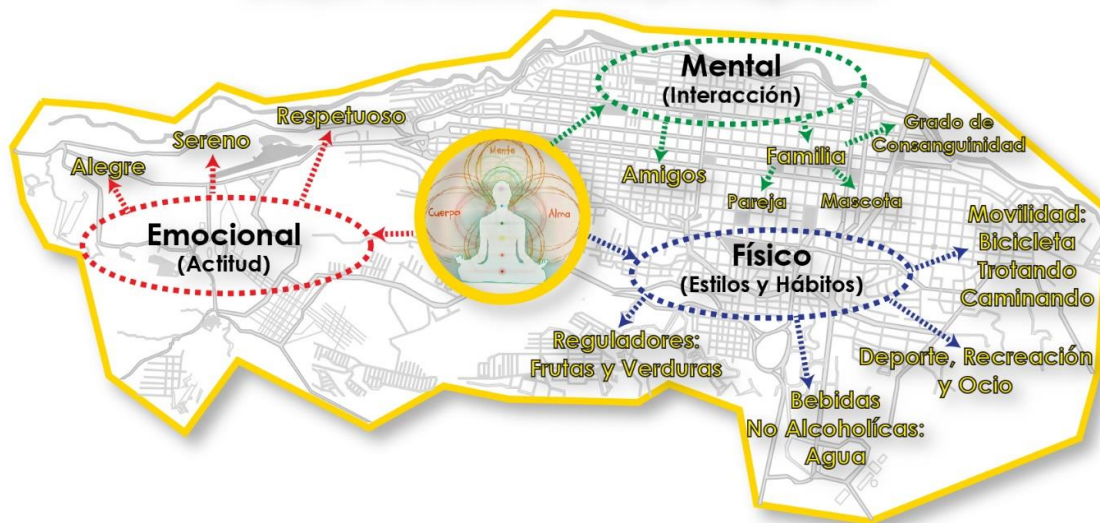 Mental
(Interacción)
Grado de
Consanguinidad
Familia
Amigos
Pareja
Mascota
Respetuoso
Sereno
Alegre
Emocional
(Actitud)
Mente
Cuerpo
Alma
Físico
(Estilos y Hábitos)
Movilidad:
Bicicleta
Trotando
Caminando
Reguladores:
Frutas y Verduras
Deporte, Recreación
y Ocio
Bebidas
No Alcoholícas:
Agua